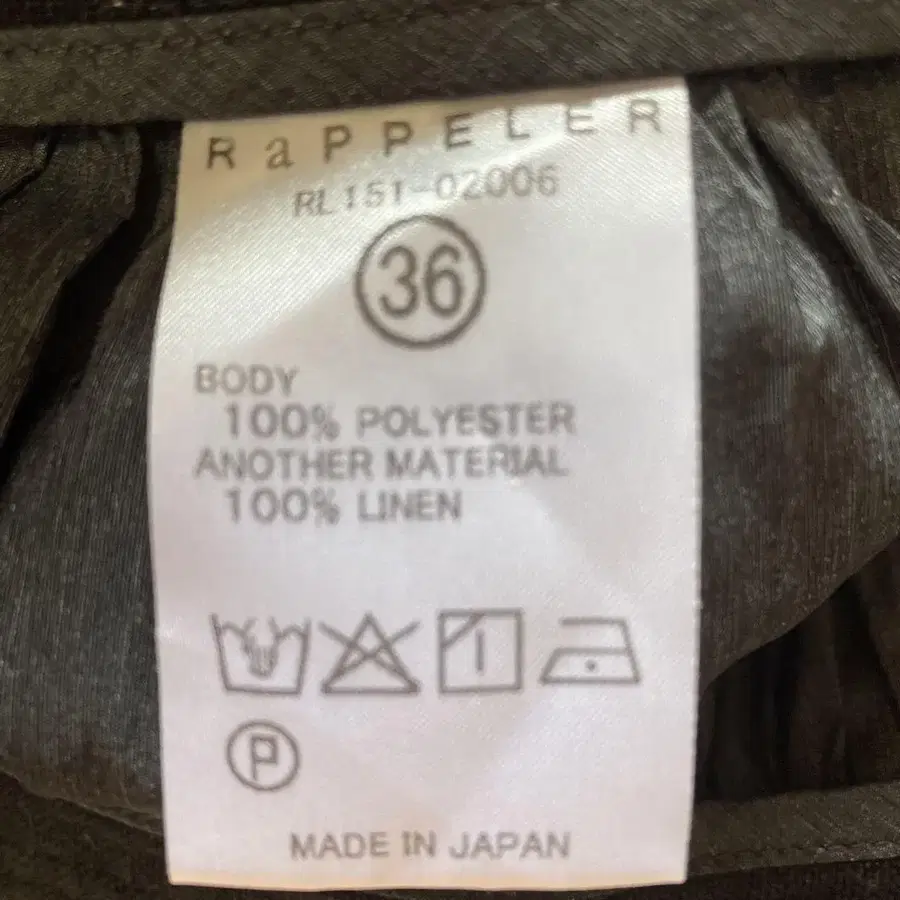 RaPPELER
RL151-02006
36
BODY
100% POLYESTER
ANOTHER MATERIAL
100% LINEN
P
MADE IN JAPAN